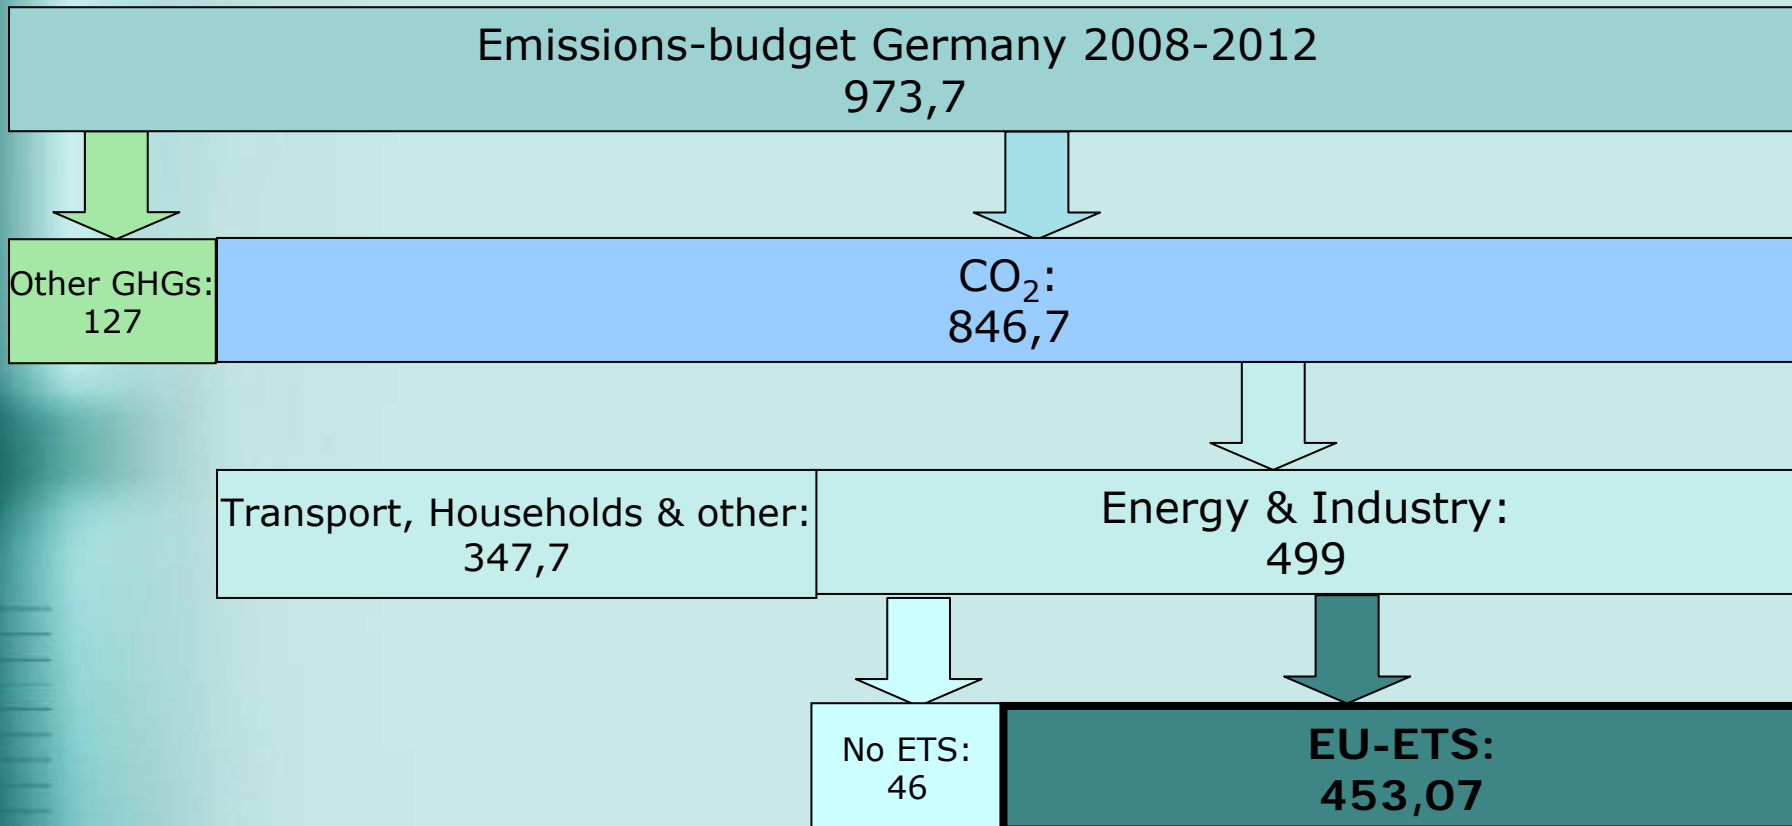 Emissions-budget Germany 2008-2012
973,7
Other GHGs:
127
CO₂:
846,7
Transport, Households & other:
347,7
Energy & Industry:
499
No ETS:
46
EU-ETS:
453,07